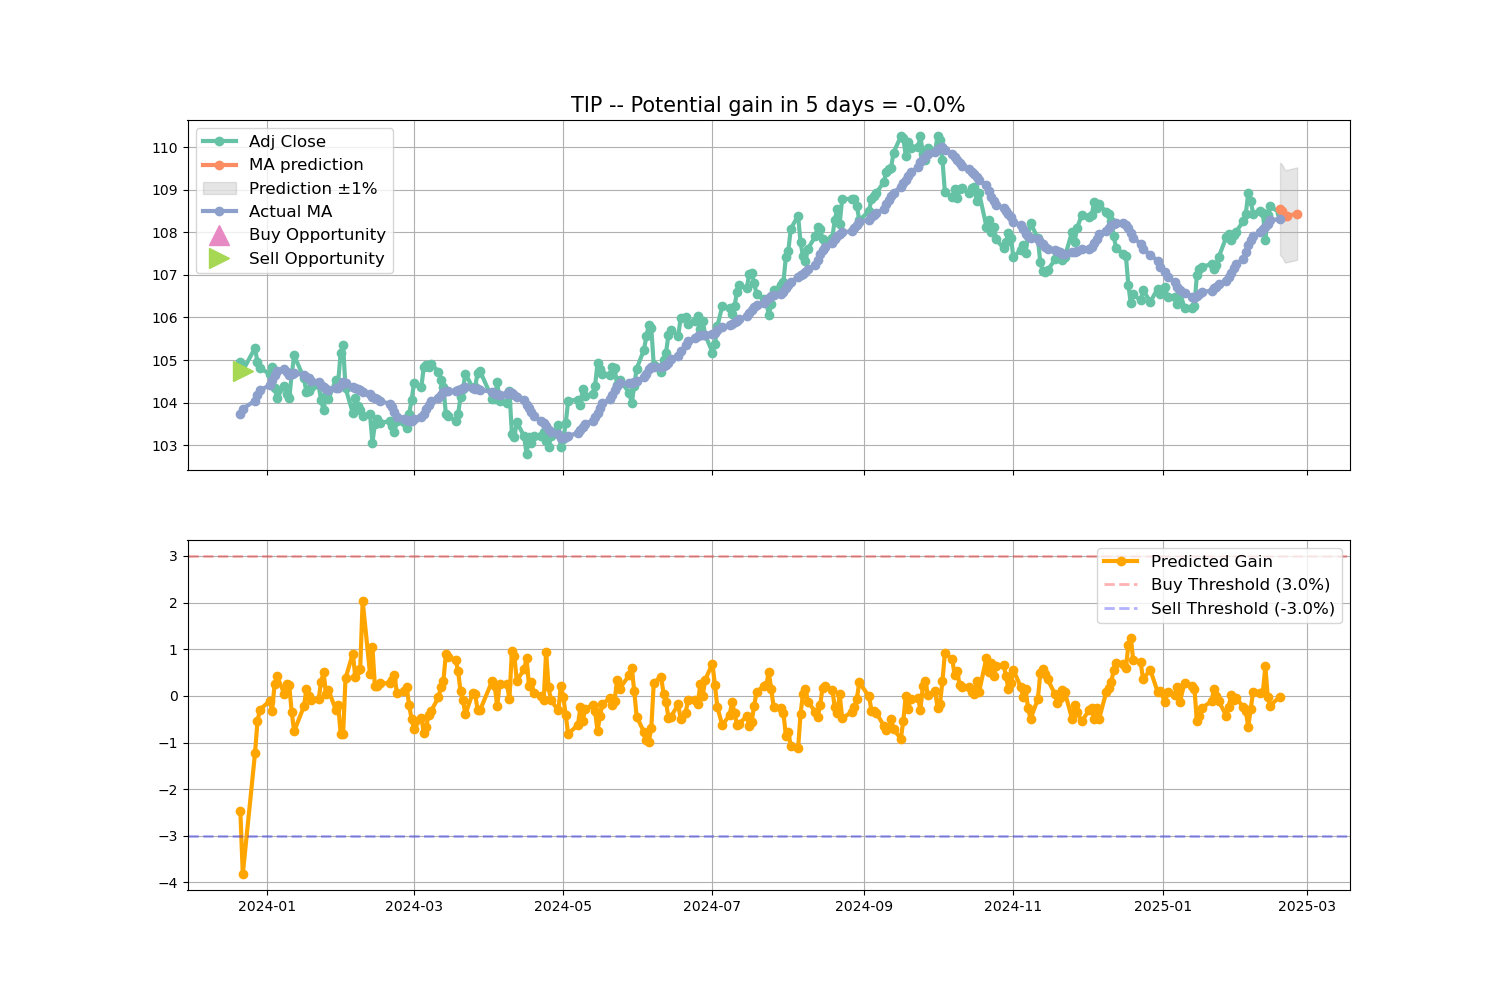 TIP -- Potential gain in 5 days = -0.0%
Adj Close
MA prediction
Prediction ±1%
Actual MA
Buy Opportunity
Sell Opportunity
110
109
108
107
106
105
104
103
Predicted Gain
Buy Threshold (3.0%)
Sell Threshold (-3.0%)
3
2
1
0
−1
−2
−3
−4
2024-01 2024-03 2024-05 2024-07 2024-09 2024-11 2025-01 2025-03